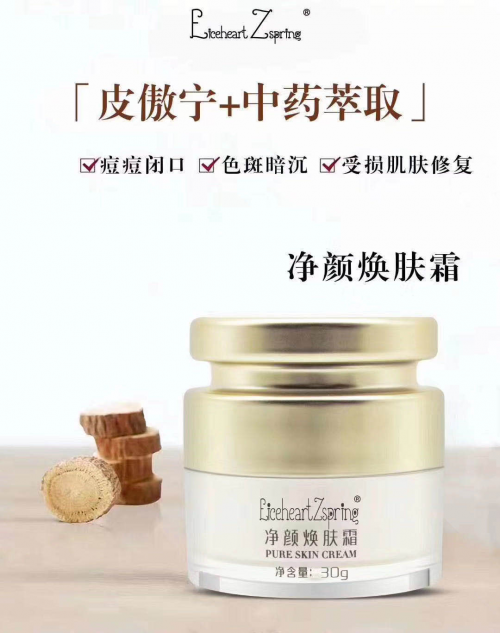 Eiceheart Zspring ®
「皮傲宁+中药萃取」
痘痘闭口 色斑暗沉 受损肌肤修复
净颜焕肤霜
Eiceheart Zspring ®
净颜焕肤霜
PURE SKIN CREAM
净含量：30g